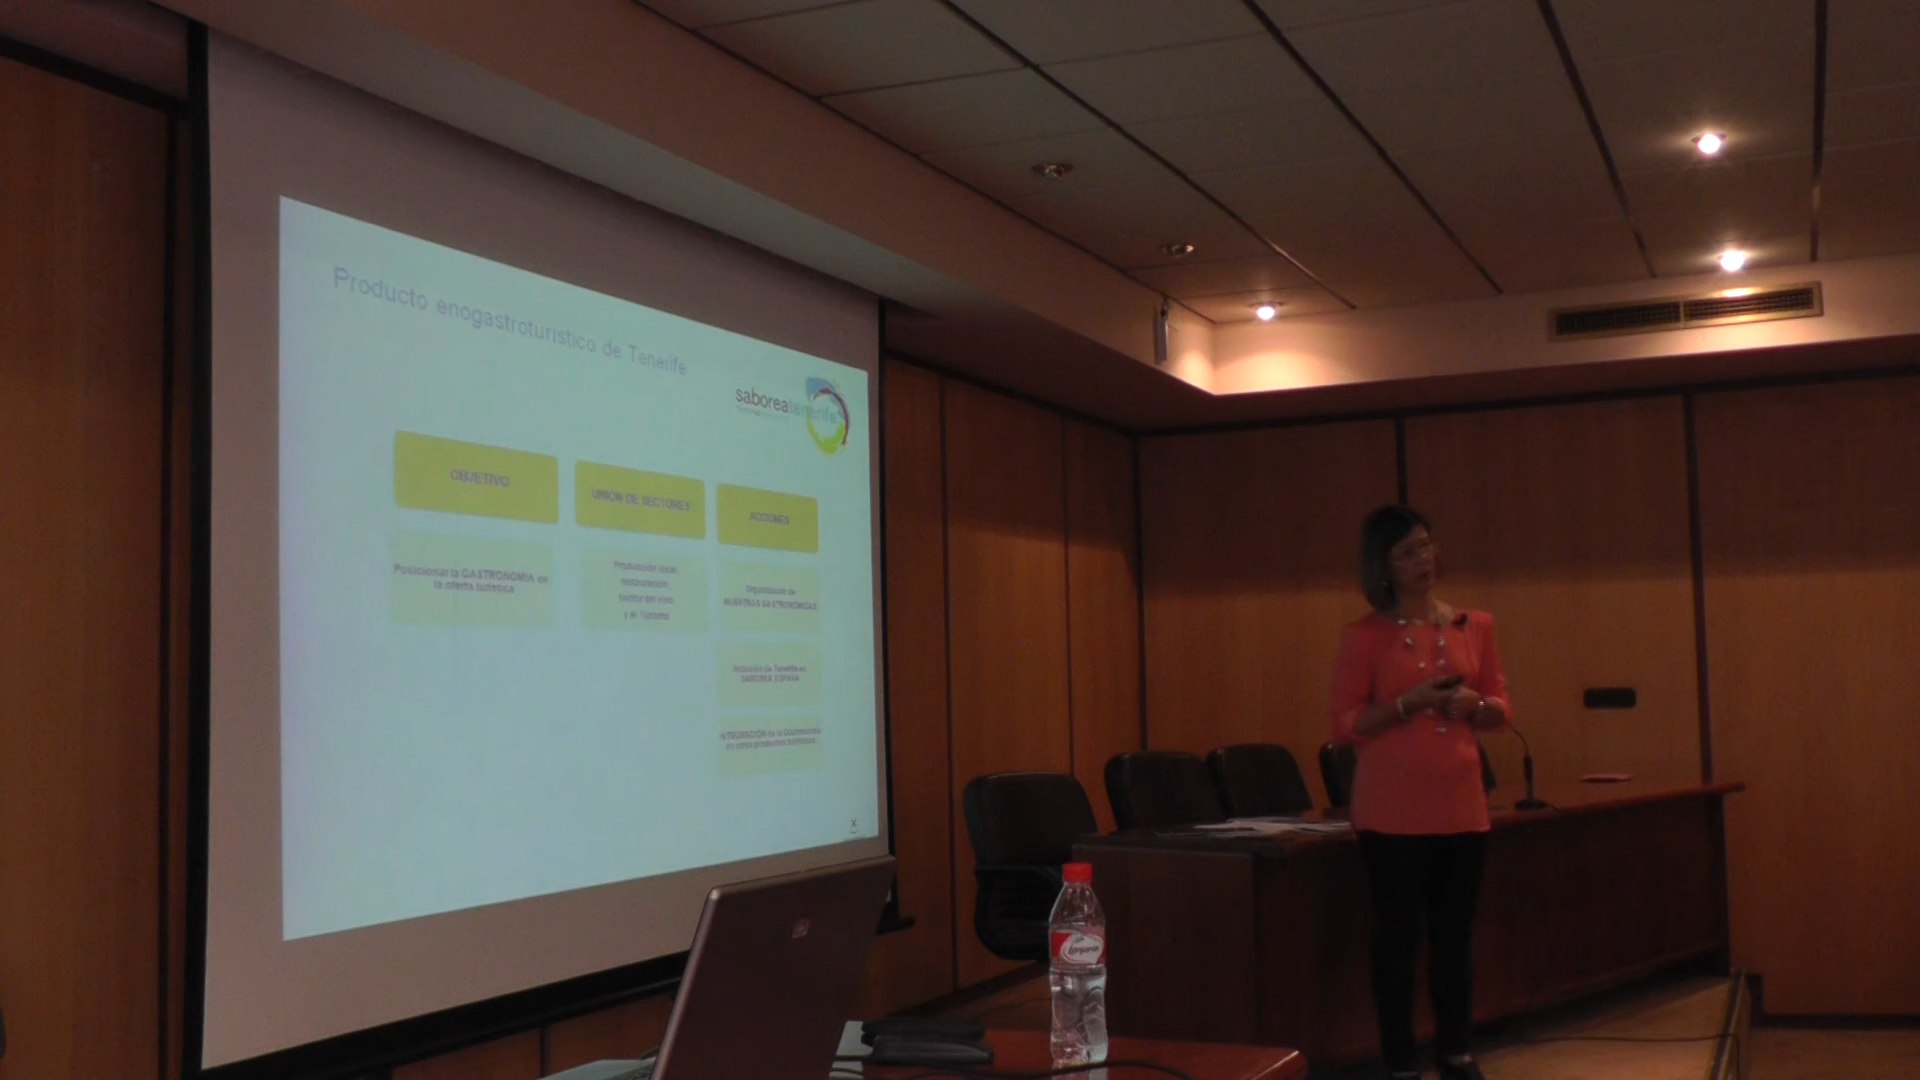 Producto enogastroturístico de Tenerife
saboreatenerife
OBJETIVO
UNIÓN DE SECTORES
ACCIONES
Posicionar la GASTRONOMIA en
la oferta turística
Producción local,
restauración
sector del vino
y el Turismo
Organización de
MUESTRAS GASTRONÓMICAS
Inclusión de Tenerife en
SABOREA ESPAÑA
INTEGRACIÓN de la Gastronomía
en otros productos turísticos
Lanjarón